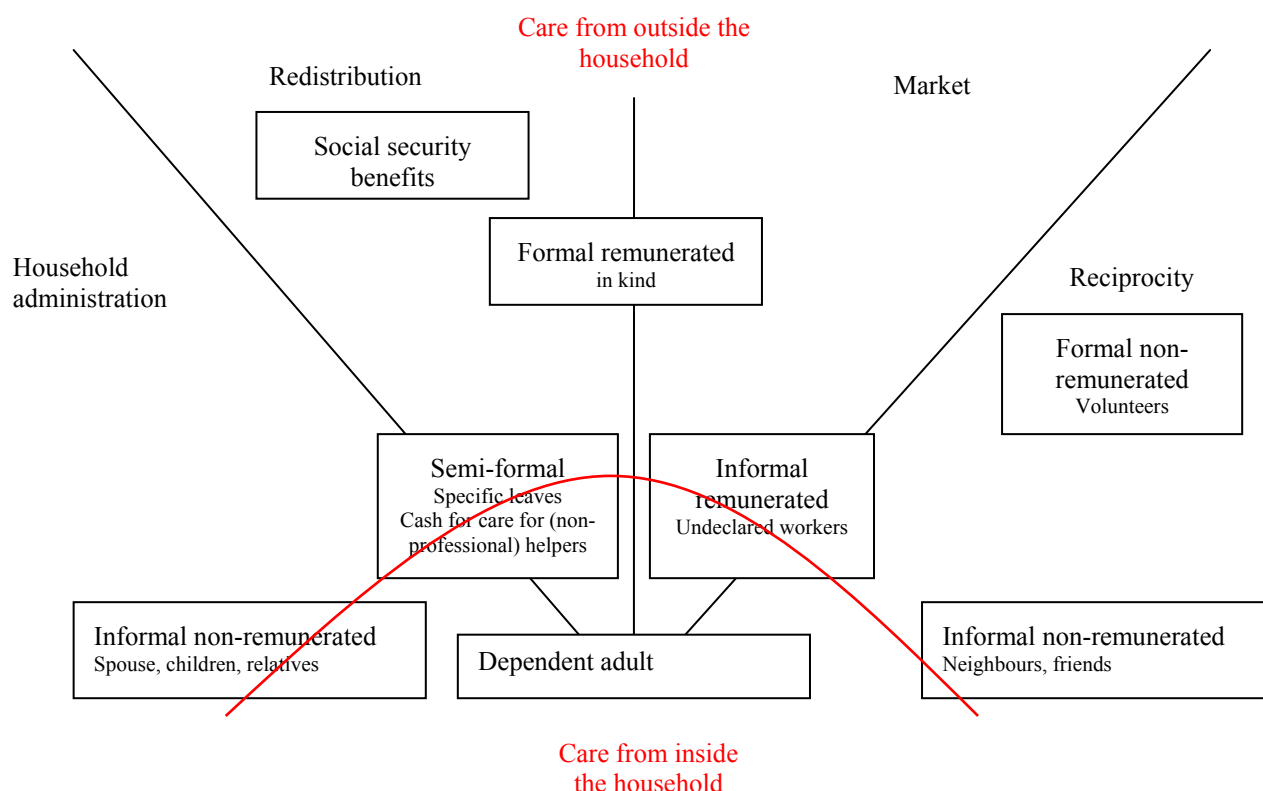 Care from outside the
household
Redistribution
Market
Social security
benefits
Formal remunerated
in kind
Household
administration
Reciprocity
Formal non-
remunerated
Volunteers
Semi-formal
Specific leaves
Cash for care for (non-
professional) helpers
Informal
remunerated
Undeclared workers
Informal non-remunerated
Spouse, children, relatives
Dependent adult
Informal non-remunerated
Neighbours, friends
Care from inside
the household